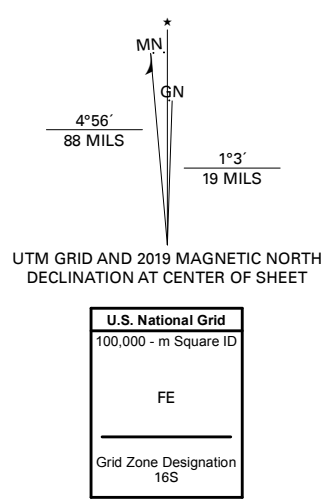 ★
M.N.
GN
4°56´
88 MILS
1°3´
19 MILS
UTM GRID AND 2019 MAGNETIC NORTH
DECLINATION AT CENTER OF SHEET
U.S. National Grid
100,000 - m Square ID
FE
Grid Zone Designation
16S